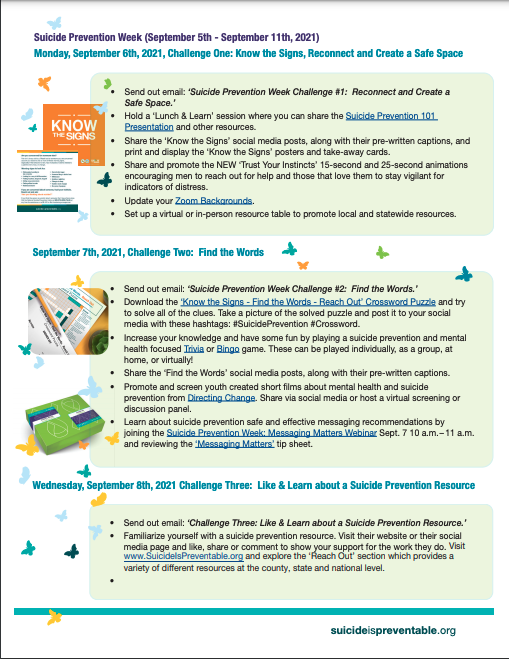 Suicide Prevention Week (September 5th - September 11th, 2021)
Monday, September 6th, 2021, Challenge One: Know the Signs, Reconnect and Create a Safe Space
• Send out email: ‘Suicide Prevention Week Challenge #1: Reconnect and Create a
Safe Space.’
• Hold a ‘Lunch & Learn’ session where you can share the Suicide Prevention 101
Presentation and other resources.
• Share the ‘Know the Signs’ social media posts, along with their pre-written captions, and
print and display the ‘Know the Signs’ posters and take-away cards.
• Share and promote the NEW ‘Trust Your Instincts’ 15-second and 25-second animations
encouraging men to reach out for help and those that love them to stay vigilant for
indicators of distress.
• Update your Zoom Backgrounds.
• Set up a virtual or in-person resource table to promote local and statewide resources.
KNOW
THE SIGNS
September 7th, 2021, Challenge Two: Find the Words
• Send out email: ‘Suicide Prevention Week Challenge #2: Find the Words.’
• Download the ‘Know the Signs - Find the Words - Reach Out’ Crossword Puzzle and try
to solve all of the clues. Take a picture of the solved puzzle and post it to your social
media with these hashtags: #SuicidePrevention #Crossword.
• Increase your knowledge and have some fun by playing a suicide prevention and mental
health focused Trivia or Bingo game. These can be played individually, as a group, at
home, or virtually!
• Share the ‘Find the Words’ social media posts, along with their pre-written captions.
• Promote and screen youth created short films about mental health and suicide
prevention from Directing Change. Share via social media or host a virtual screening or
discussion panel.
• Learn about suicide prevention safe and effective messaging recommendations by
joining the Suicide Prevention Week: Messaging Matters Webinar Sept. 7 10 a.m.–11 a.m.
and reviewing the ‘Messaging Matters’ tip sheet.
Wednesday, September 8th, 2021 Challenge Three: Like & Learn about a Suicide Prevention Resource
• Send out email: ‘Challenge Three: Like & Learn about a Suicide Prevention Resource.’
• Familiarize yourself with a suicide prevention resource. Visit their website or their social
media page and like, share or comment to show your support for the work they do. Visit
www.SuicideIsPreventable.org and explore the ‘Reach Out’ section which provides a
variety of different resources at the county, state and national level.
•
suicideispreventable.org